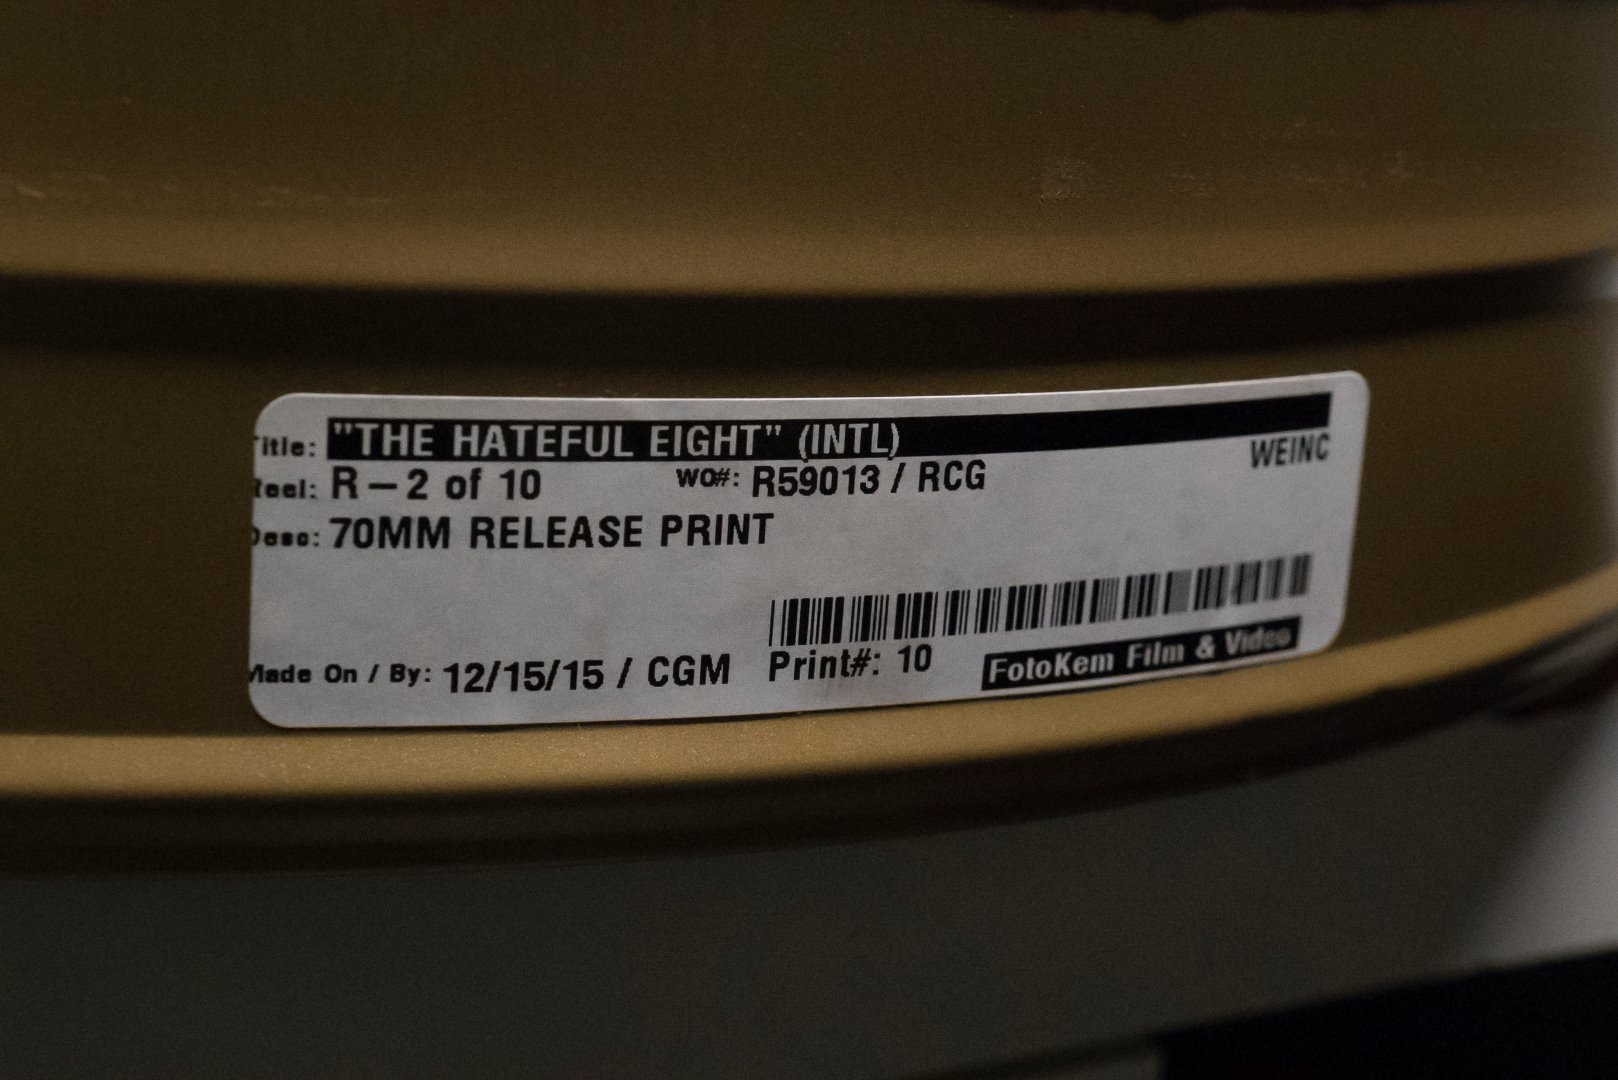 Title: "THE HATEFUL EIGHT" (INTL)
WEINC
Reel: R – 2 of 10 WO#: R59013 / RCG
Desc: 70MM RELEASE PRINT
Made On / By: 12/15/15 / CGM Print#: 10
FotoKem Film & Video